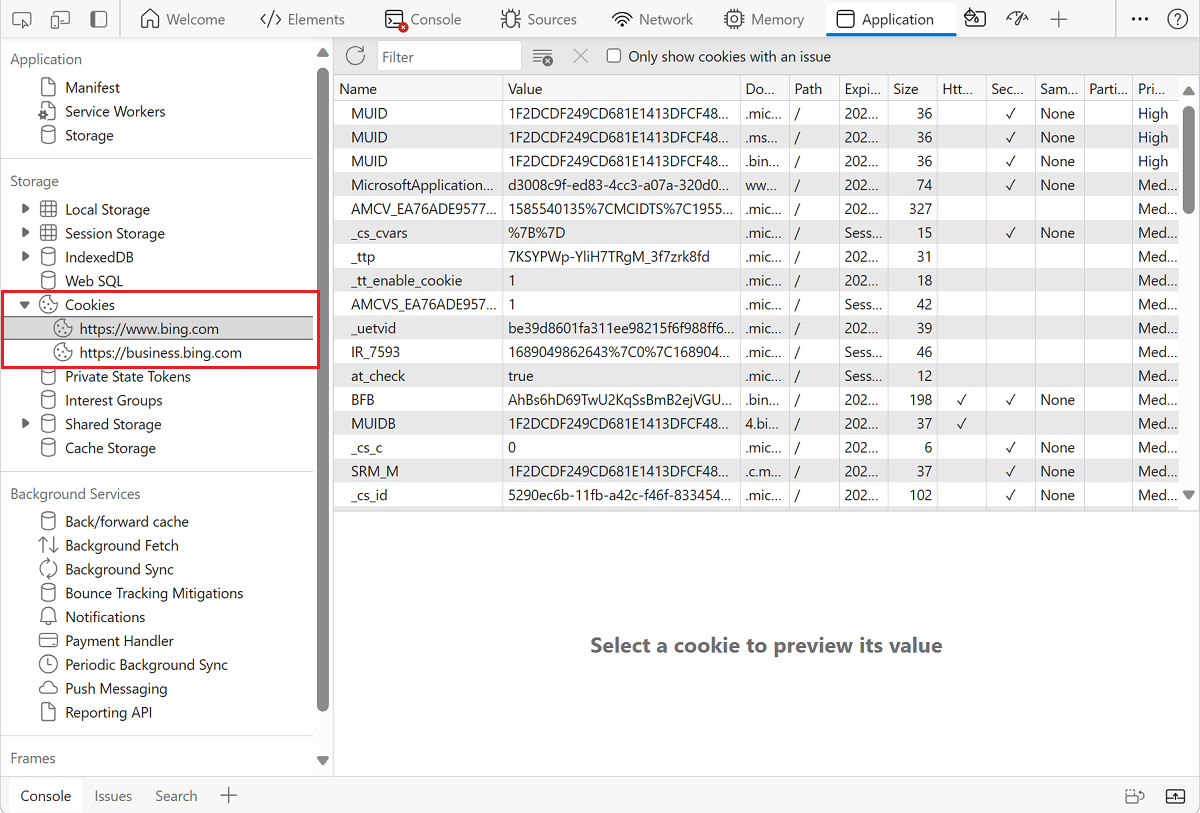 Welcome Elements Console Sources Network Memory Application
Application
Manifest
Service Workers
Storage
Storage
Local Storage
Session Storage
IndexedDB
Web SQL
Cookies
https://www.bing.com
https://business.bing.com
Private State Tokens
Interest Groups
Shared Storage
Cache Storage
Background Services
Back/forward cache
Background Fetch
Background Sync
Bounce Tracking Mitigations
Notifications
Payment Handler
Periodic Background Sync
Push Messaging
Reporting API
Frames
Filter Only show cookies with an issue
Name Value Do... Path Expi... Size Htt... Sec... Sam... Parti... Pri...
MUID 1F2DCDF249CD681E1413DFCF48... .mic... / 202... 36 ✓ None High
MUID 1F2DCDF249CD681E1413DFCF48... .ms... / 202... 36 ✓ None High
MUID 1F2DCDF249CD681E1413DFCF48... .bin... / 202... 36 ✓ None High
MicrosoftApplication... d3008c9f-ed83-4cc3-a07a-320d0... ww... / 202... 74 ✓ None Med...
AMCV_EA76ADE9577... 1585540135%7CMCIDTS%7C1955... .mic... / 202... 327 Med...
_cs_cvars %7B%7D .mic... / Sess... 15 ✓ None Med...
_ttp 7KSYPWp-YliH7TRgM_3f7zrk8fd .mic... / 202... 31 Med...
_tt_enable_cookie 1 .mic... / 202... 18 Med...
AMCVS_EA76ADE957... 1 .mic... / Sess... 42 Med...
_uetvid be39d8601fa311ee98215f6f988ff6... .mic... / 202... 39 Med...
IR_7593 1689049862643%7C0%7C168904... .mic... / Sess... 46 Med...
at_check true .mic... / Sess... 12 Med...
BFB AhBs6hD69TwU2KqSsBmB2ejVGU... .bin... / 202... 198 ✓ ✓ None Med...
MUIDB 1F2DCDF249CD681E1413DFCF48... 4.bi... / 202... 37 ✓ Med...
_cs_c 0 .mic... / 202... 6 ✓ None Med...
SRM_M 1F2DCDF249CD681E1413DFCF48... .c.m... / 202... 37 ✓ None Med...
_cs_id 5290ec6b-11fb-a42c-f46f-833454... .mic... / 202... 102 ✓ None Med...
Select a cookie to preview its value
Console Issues Search